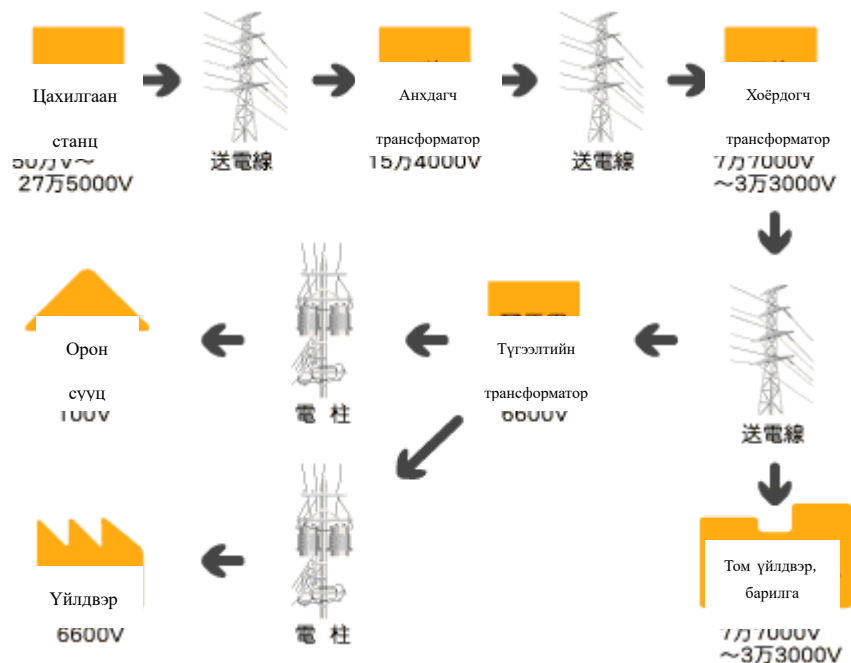 Цахилгаан
станц
50万V～
27万5000V
送電線
Анхдагч
трансформатор
15万4000V
送電線
Хоёрдогч
трансформатор
7万7000V
～3万3000V
Орон
сууц
100V
電 柱
Түгээлтийн
трансформатор
6600V
送電線
Үйлдвэр
6600V
電 柱
Том үйлдвэр,
барилга
7万7000V
～3万3000V